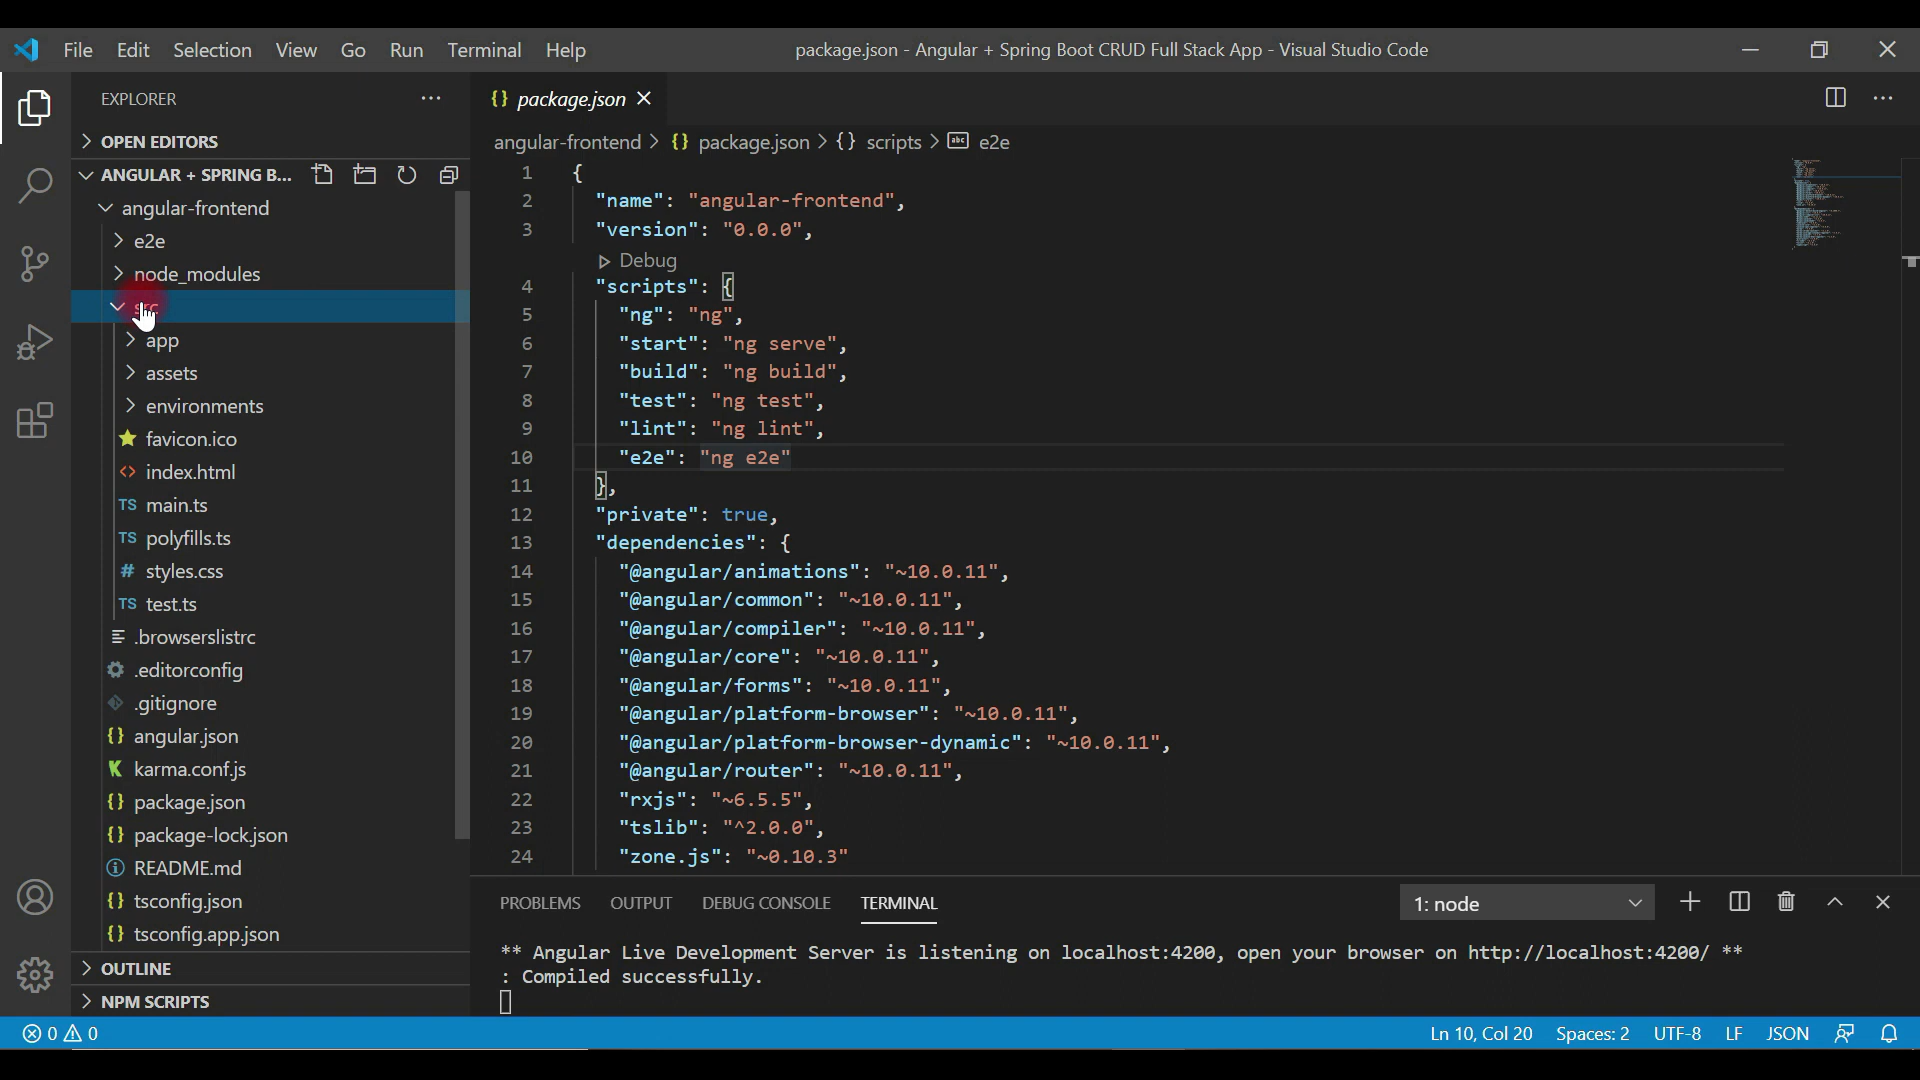 File Edit Selection View Go Run Terminal Help
package.json - Angular + Spring Boot CRUD Full Stack App - Visual Studio Code
EXPLORER
OPEN EDITORS
ANGULAR + SPRING B...
angular-frontend
e2e
node_modules
src
app
assets
environments
favicon.ico
index.html
TS main.ts
TS polyfills.ts
# styles.css
TS test.ts
.browserslistrc
.editorconfig
.gitignore
{} angular.json
karma.conf.js
{} package.json
{} package-lock.json
README.md
{} tsconfig.json
{} tsconfig.app.json
OUTLINE
NPM SCRIPTS
{} package.json
angular-frontend > {} package.json > {} scripts > abc e2e
1 {
2 "name": "angular-frontend",
3 "version": "0.0.0",
Debug
4 "scripts": {
5 "ng": "ng",
6 "start": "ng serve",
7 "build": "ng build",
8 "test": "ng test",
9 "lint": "ng lint",
10 "e2e": "ng e2e"
11 },
12 "private": true,
13 "dependencies": {
14 "@angular/animations": "~10.0.11",
15 "@angular/common": "~10.0.11",
16 "@angular/compiler": "~10.0.11",
17 "@angular/core": "~10.0.11",
18 "@angular/forms": "~10.0.11",
19 "@angular/platform-browser": "~10.0.11",
20 "@angular/platform-browser-dynamic": "~10.0.11",
21 "@angular/router": "~10.0.11",
22 "rxjs": "~6.5.5",
23 "tslib": "^2.0.0",
24 "zone.js": "~0.10.3"
PROBLEMS OUTPUT DEBUG CONSOLE TERMINAL
1: node
** Angular Live Development Server is listening on localhost:4200, open your browser on http://localhost:4200/ **
: Compiled successfully.
0 0
Ln 10, Col 20 Spaces: 2 UTF-8 LF JSON